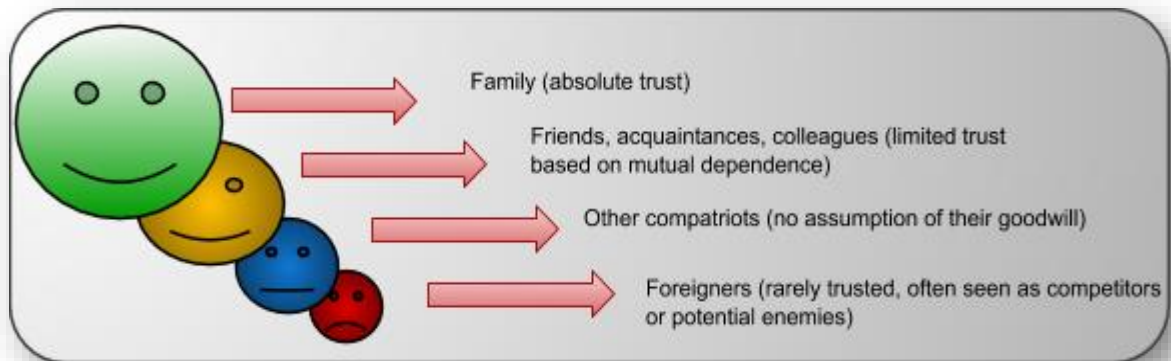 Family (absolute trust)
Friends, acquaintances, colleagues (limited trust
based on mutual dependence)
Other compatriots (no assumption of their goodwill)
Foreigners (rarely trusted, often seen as competitors
or potential enemies)